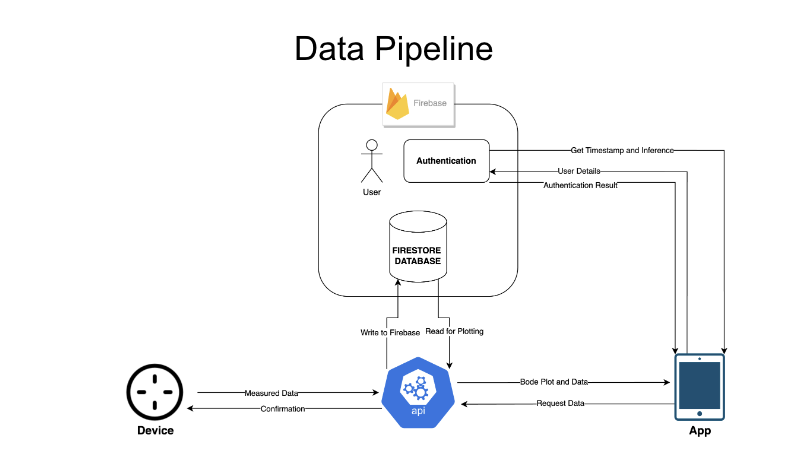 Data Pipeline
Firebase
Authentication
User
Get Timestamp and Inference
User Details
Authentication Result
FIRESTORE
DATABASE
Write to Firebase
Read for Plotting
Measured Data
Confirmation
api
Bode Plot and Data
Request Data
Device
App